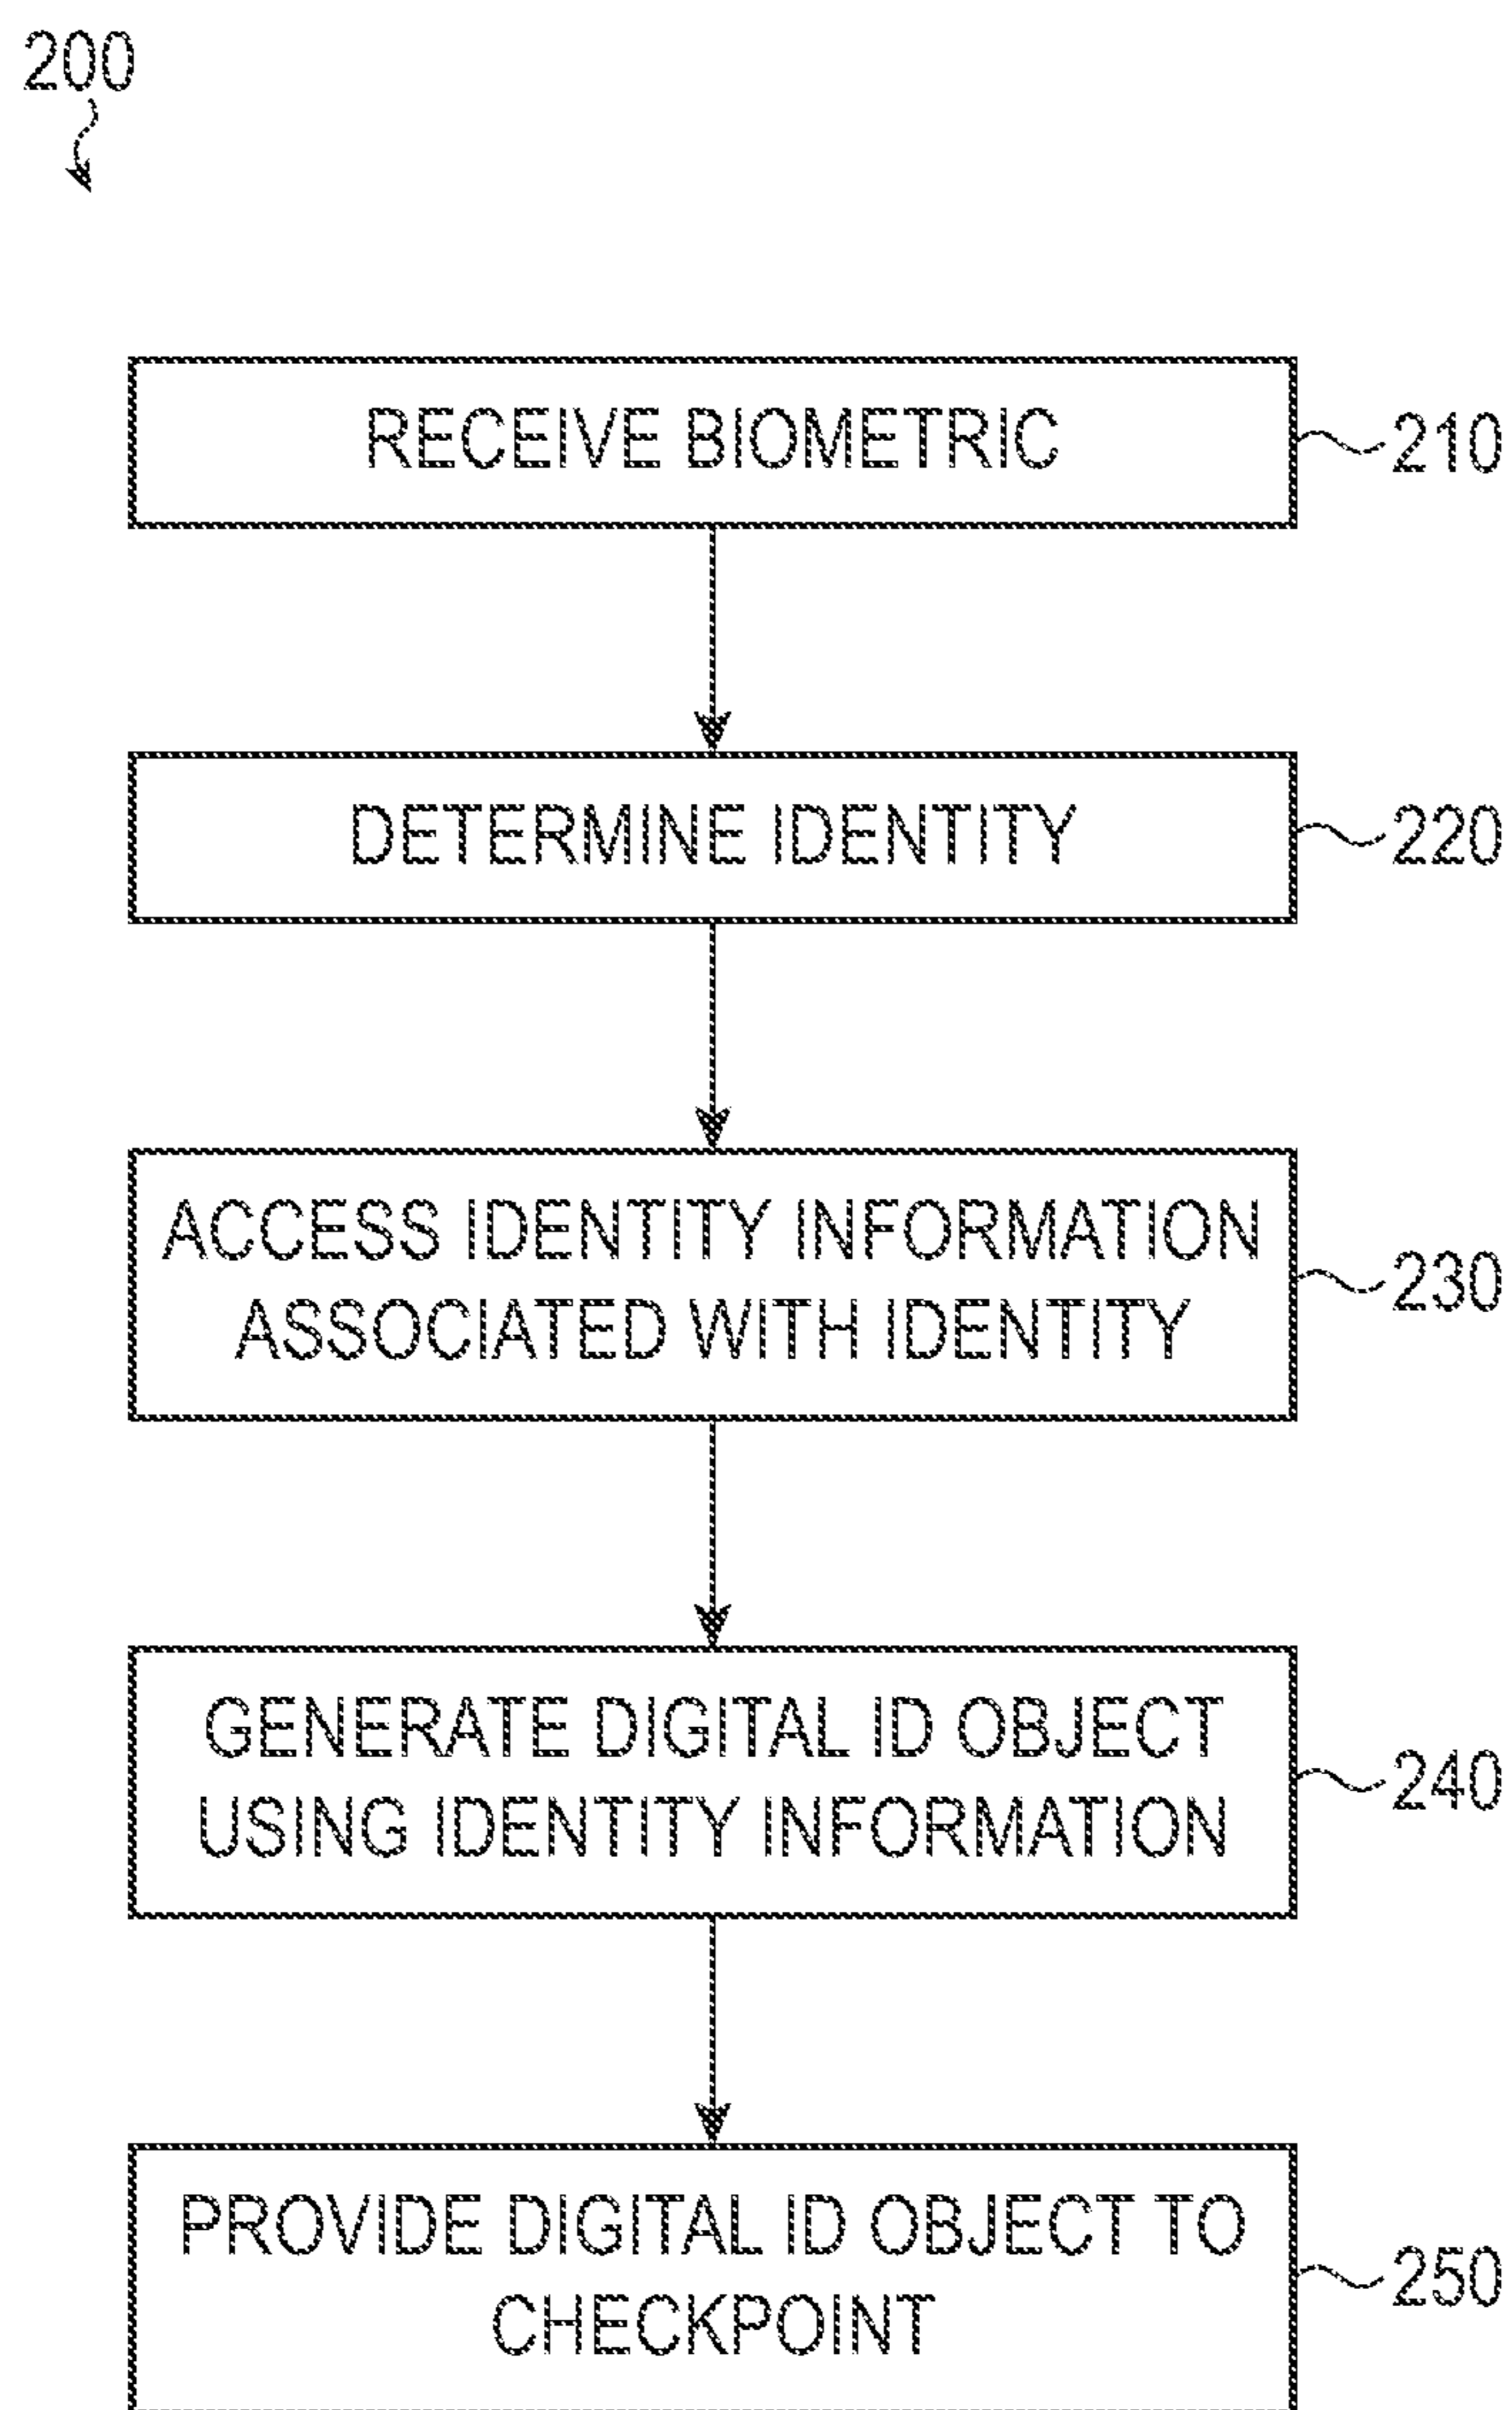 200
RECEIVE BIOMETRIC
210
DETERMINE IDENTITY
220
ACCESS IDENTITY INFORMATION
ASSOCIATED WITH IDENTITY
230
GENERATE DIGITAL ID OBJECT
USING IDENTITY INFORMATION
240
PROVIDE DIGITAL ID OBJECT TO
CHECKPOINT
250